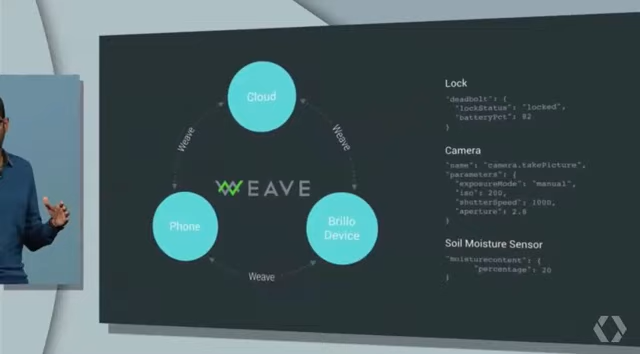 Cloud
Weave
Weave
WEAVE
Phone
Brillo
Device
Weave
Lock
"deadbolt": {
"lockStatus": "locked",
"batteryPct": 82
}
Camera
"name": "camera.takePicture",
"parameters": {
"exposureMode": "manual",
"iso": 200,
"shutterSpeed": 1000,
"aperture": 2.8
}
Soil Moisture Sensor
"moisturecontent": {
"percentage": 20
}